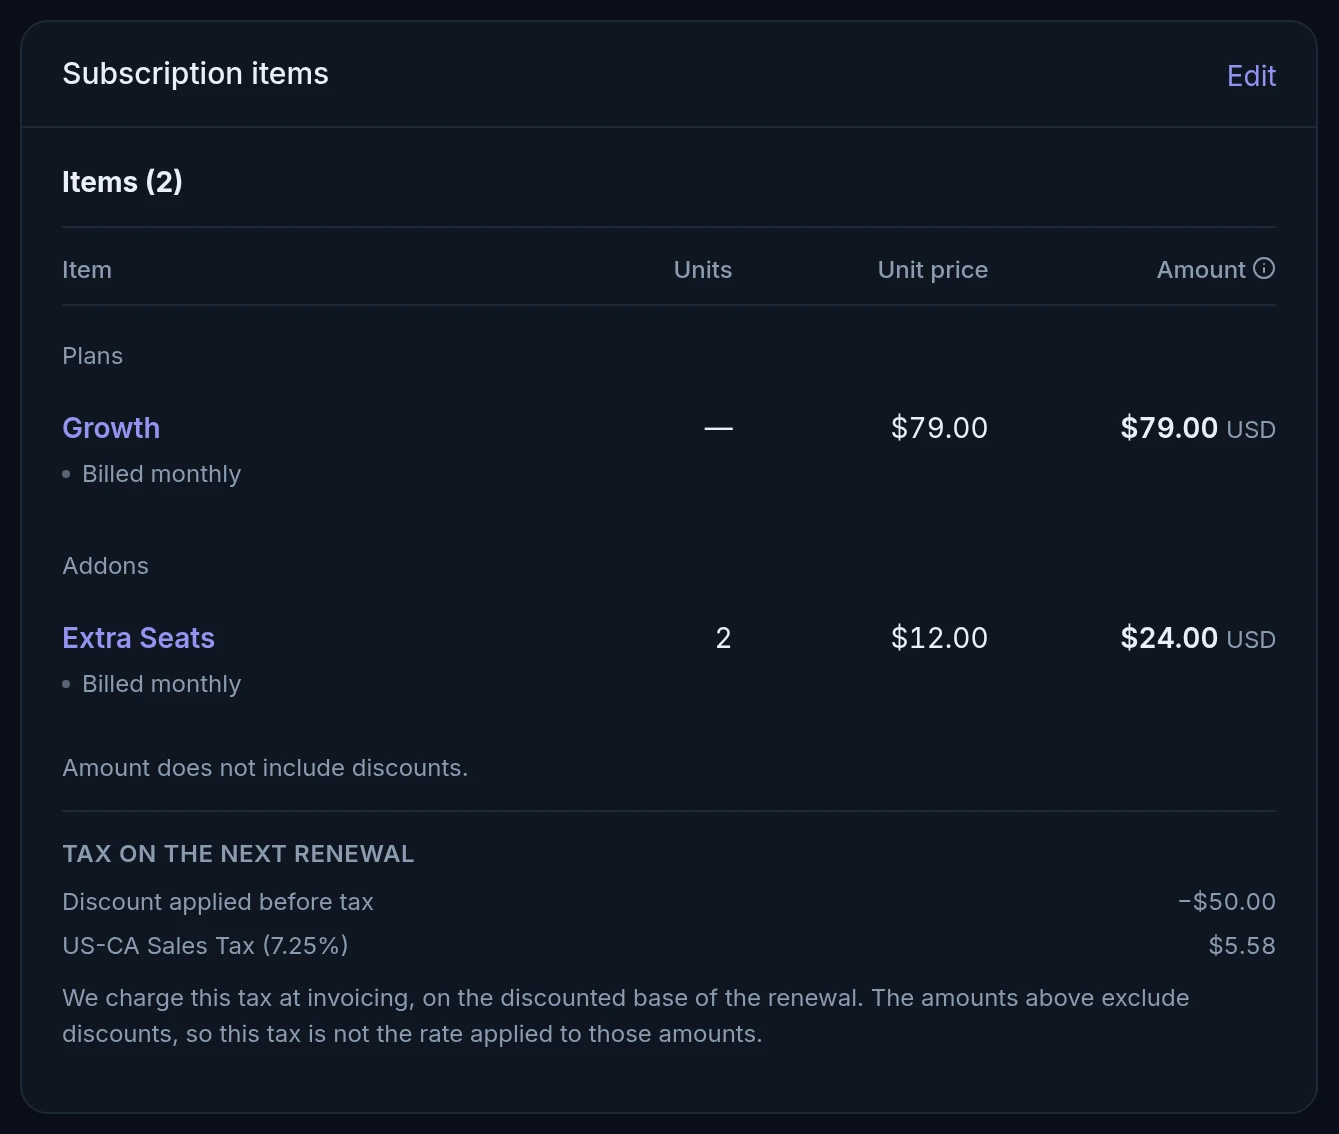 Subscription items
Edit
Items (2)
Item Units Unit price Amount
Plans
Growth — $79.00 $79.00 USD
• Billed monthly
Addons
Extra Seats 2 $12.00 $24.00 USD
• Billed monthly
Amount does not include discounts.
TAX ON THE NEXT RENEWAL
Discount applied before tax −$50.00
US-CA Sales Tax (7.25%) $5.58
We charge this tax at invoicing, on the discounted base of the renewal. The amounts above exclude
discounts, so this tax is not the rate applied to those amounts.